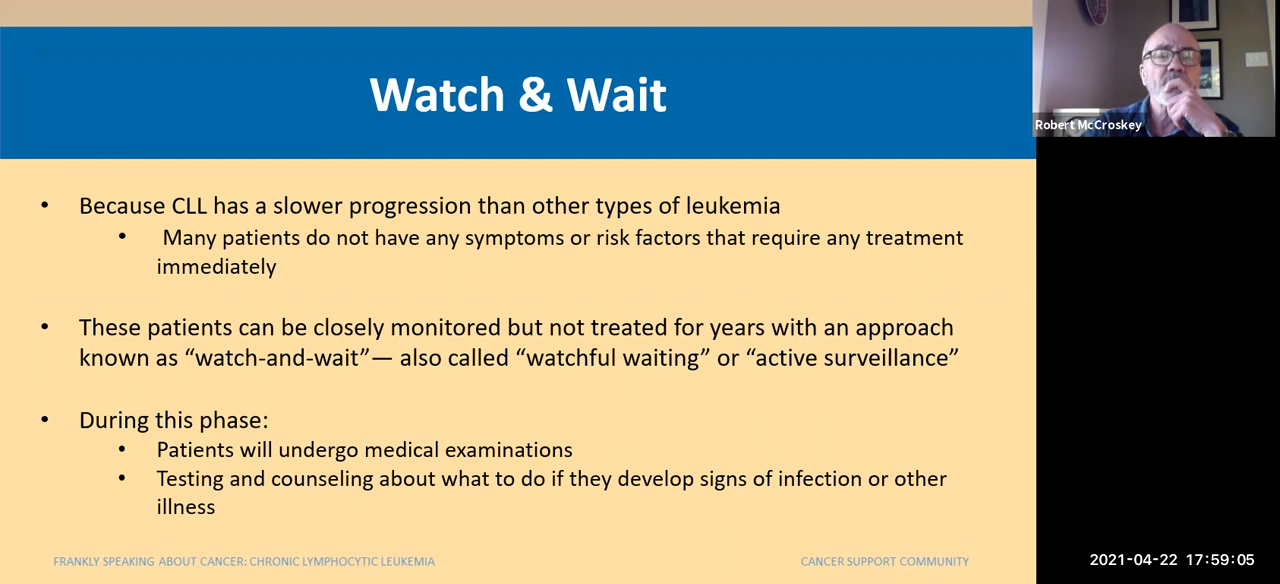 Watch & Wait
Robert McCroskey
• Because CLL has a slower progression than other types of leukemia
• Many patients do not have any symptoms or risk factors that require any treatment
immediately
• These patients can be closely monitored but not treated for years with an approach
known as “watch-and-wait”— also called “watchful waiting” or “active surveillance”
• During this phase:
• Patients will undergo medical examinations
• Testing and counseling about what to do if they develop signs of infection or other
illness
FRANKLY SPEAKING ABOUT CANCER: CHRONIC LYMPHOCYTIC LEUKEMIA
CANCER SUPPORT COMMUNITY
2021-04-22 17:59:05